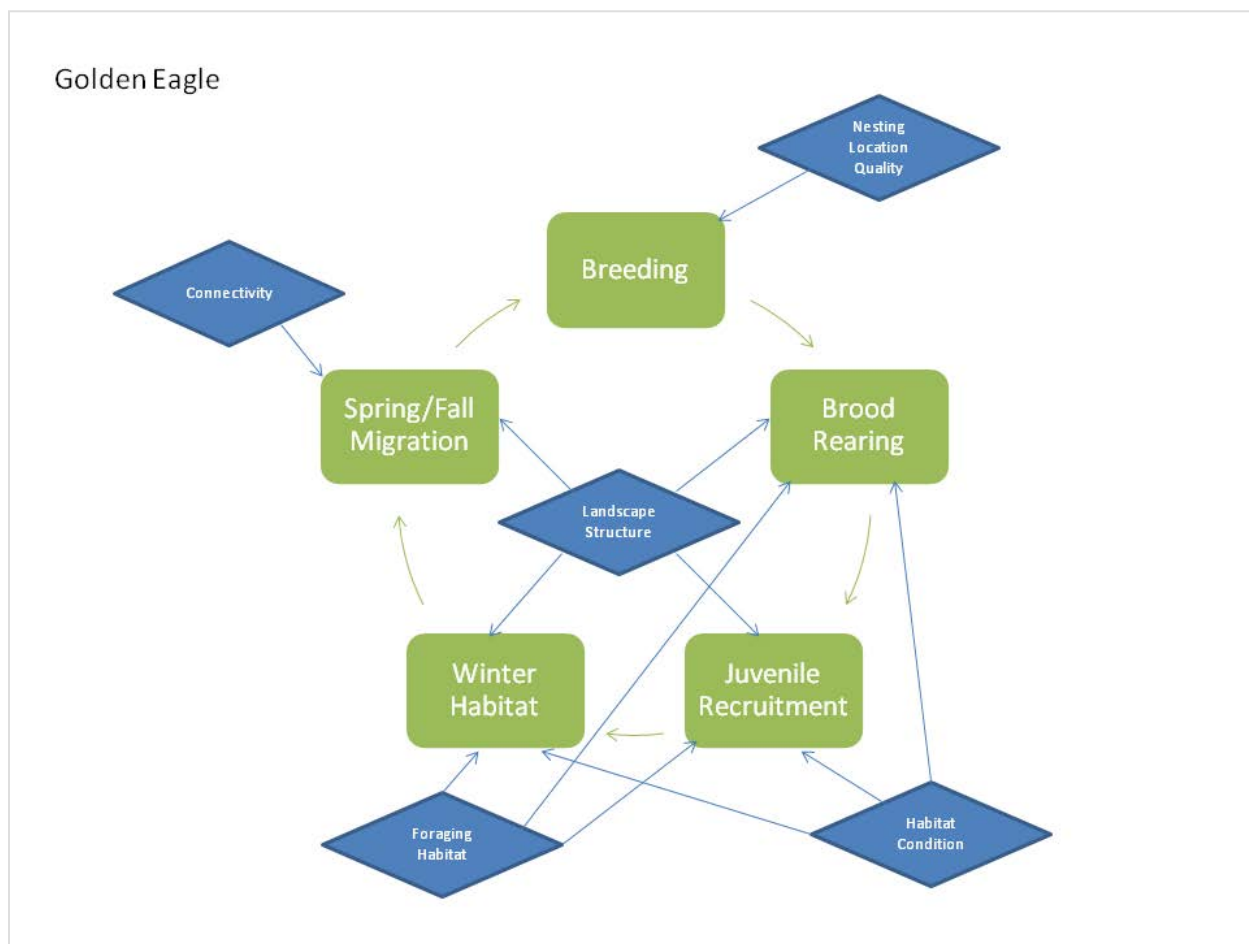 Golden Eagle
Nesting
Location
Quality
Breeding
Connectivity
Spring/Fall
Migration
Brood
Rearing
Landscape
Structure
Winter
Habitat
Juvenile
Recruitment
Foraging
Habitat
Habitat
Condition